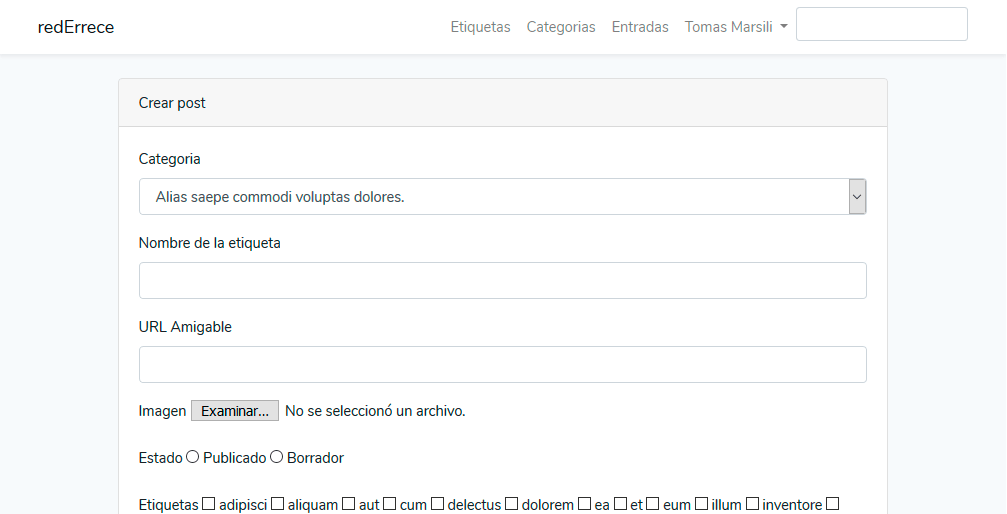 redErrece Etiquetas Categorias Entradas Tomas Marsili
Crear post
Categoria
Alias saepe commodi voluptas dolores.
Nombre de la etiqueta
URL Amigable
Imagen Examinar... No se seleccionó un archivo.
Estado Publicado Borrador
Etiquetas adipisci aliquam aut cum delectus dolorem ea et eum illum inventore